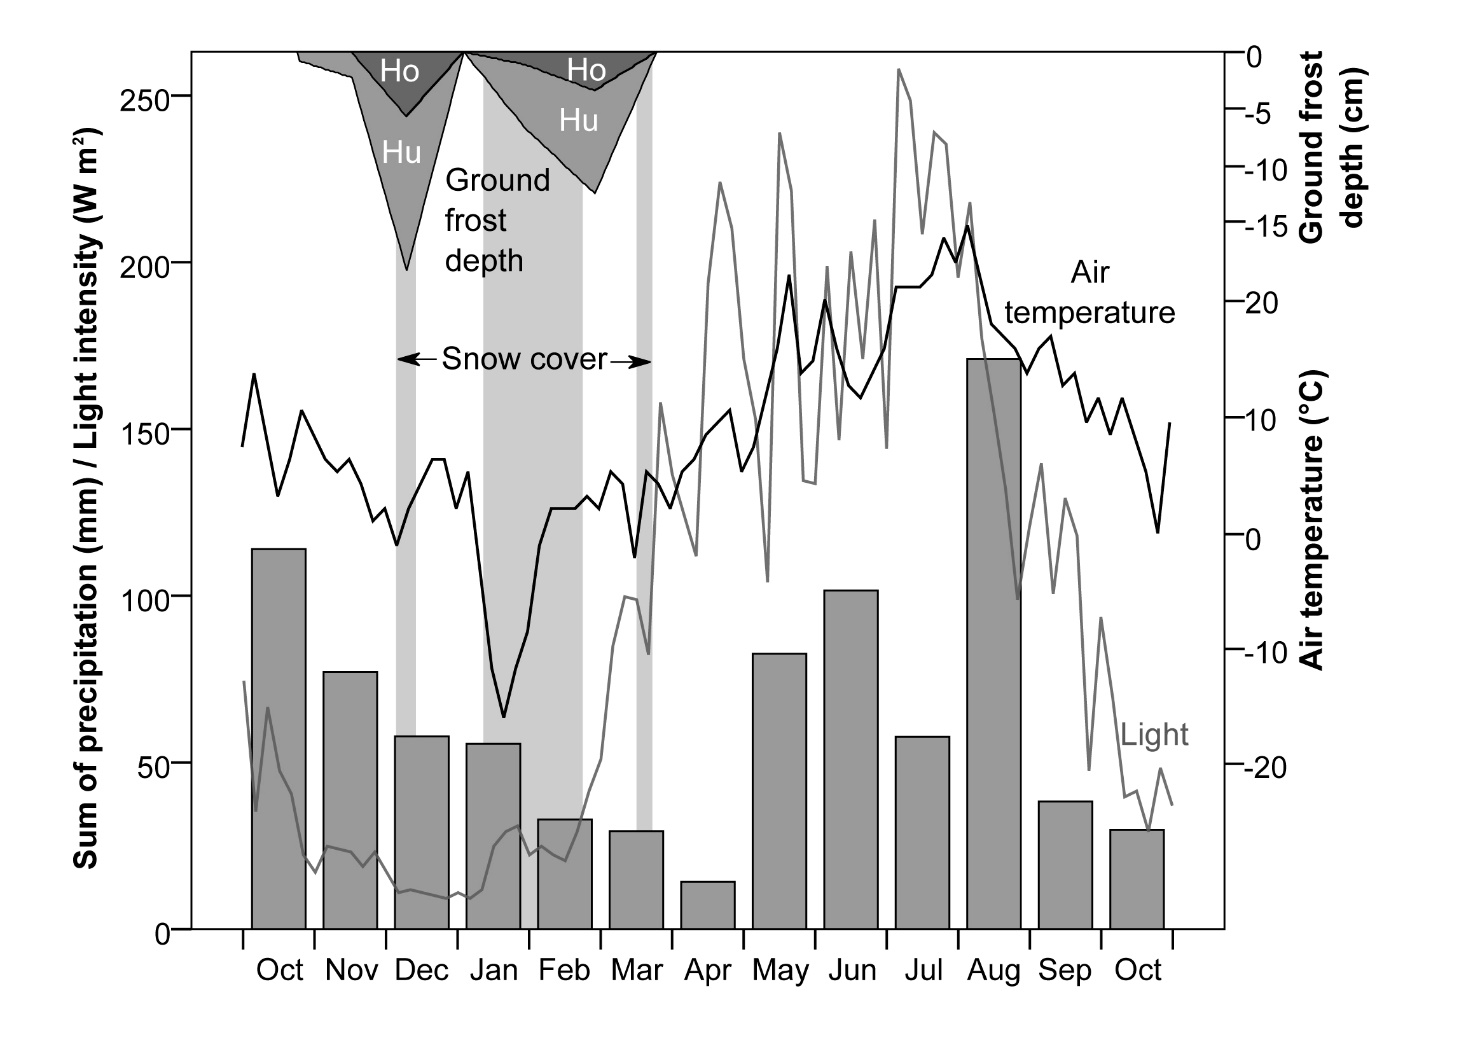 Sum of precipitation (mm) / Light intensity (W m²)
250
200
150
100
50
0
Ho
Hu
Ho
Hu
Ground
frost
depth
Snow cover
Air
temperature
Light
0
-5
-10
-15
Ground frost
depth (cm)
20
10
0
-10
-20
Air temperature (°C)
Oct Nov Dec Jan Feb Mar Apr May Jun Jul Aug Sep Oct